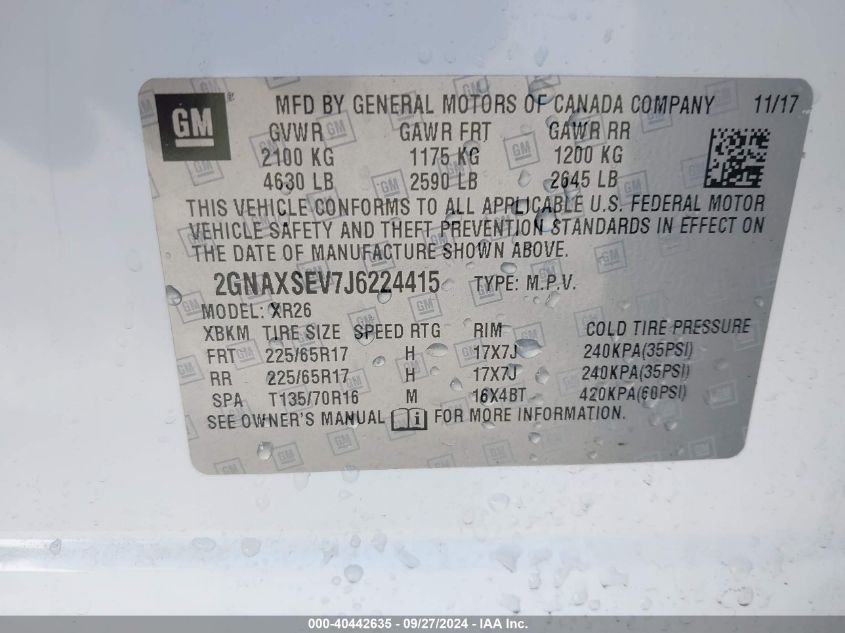 GM ®
MFD BY GENERAL MOTORS OF CANADA COMPANY 11/17
GVWR GAWR FRT GAWR RR
2100 KG 1175 KG 1200 KG
4630 LB 2590 LB 2645 LB
THIS VEHICLE CONFORMS TO ALL APPLICABLE U.S. FEDERAL MOTOR
VEHICLE SAFETY AND THEFT PREVENTION STANDARDS IN EFFECT ON
THE DATE OF MANUFACTURE SHOWN ABOVE.
2GNAXSEV7J6224415 TYPE: M.P.V.
MODEL: XR26
XBKM TIRE SIZE SPEED RTG RIM COLD TIRE PRESSURE
FRT 225/65R17 H 17X7J 240KPA(35PSI)
RR 225/65R17 H 17X7J 240KPA(35PSI)
SPA T135/70R16 M 16X4BT 420KPA(60PSI)
SEE OWNER'S MANUAL i FOR MORE INFORMATION.
000-40442635 - 09/27/2024 - IAA Inc.